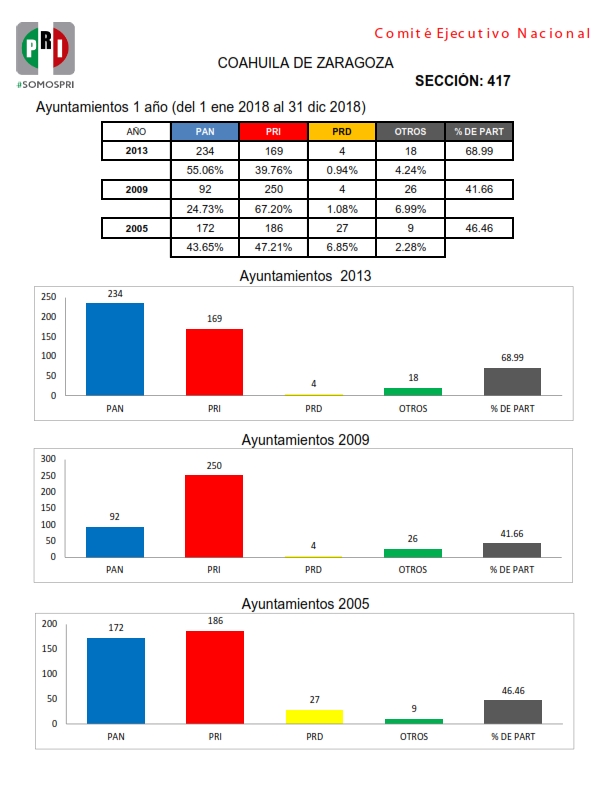 Comité Ejecutivo Nacional
PRI
#SOMOSPRI
COAHUILA DE ZARAGOZA
SECCIÓN: 417
Ayuntamientos 1 año (del 1 ene 2018 al 31 dic 2018)
AÑO PAN PRI PRD OTROS % DE PART
2013 234 169 4 18 68.99
55.06% 39.76% 0.94% 4.24%
2009 92 250 4 26 41.66
24.73% 67.20% 1.08% 6.99%
2005 172 186 27 9 46.46
43.65% 47.21% 6.85% 2.28%
Ayuntamientos 2013
250
200
150
100
50
0
234 169 4 18 68.99
PAN PRI PRD OTROS % DE PART
Ayuntamientos 2009
300
250
200
150
100
50
0
92 250 4 26 41.66
PAN PRI PRD OTROS % DE PART
Ayuntamientos 2005
200
150
100
50
0
172 186 27 9 46.46
PAN PRI PRD OTROS % DE PART